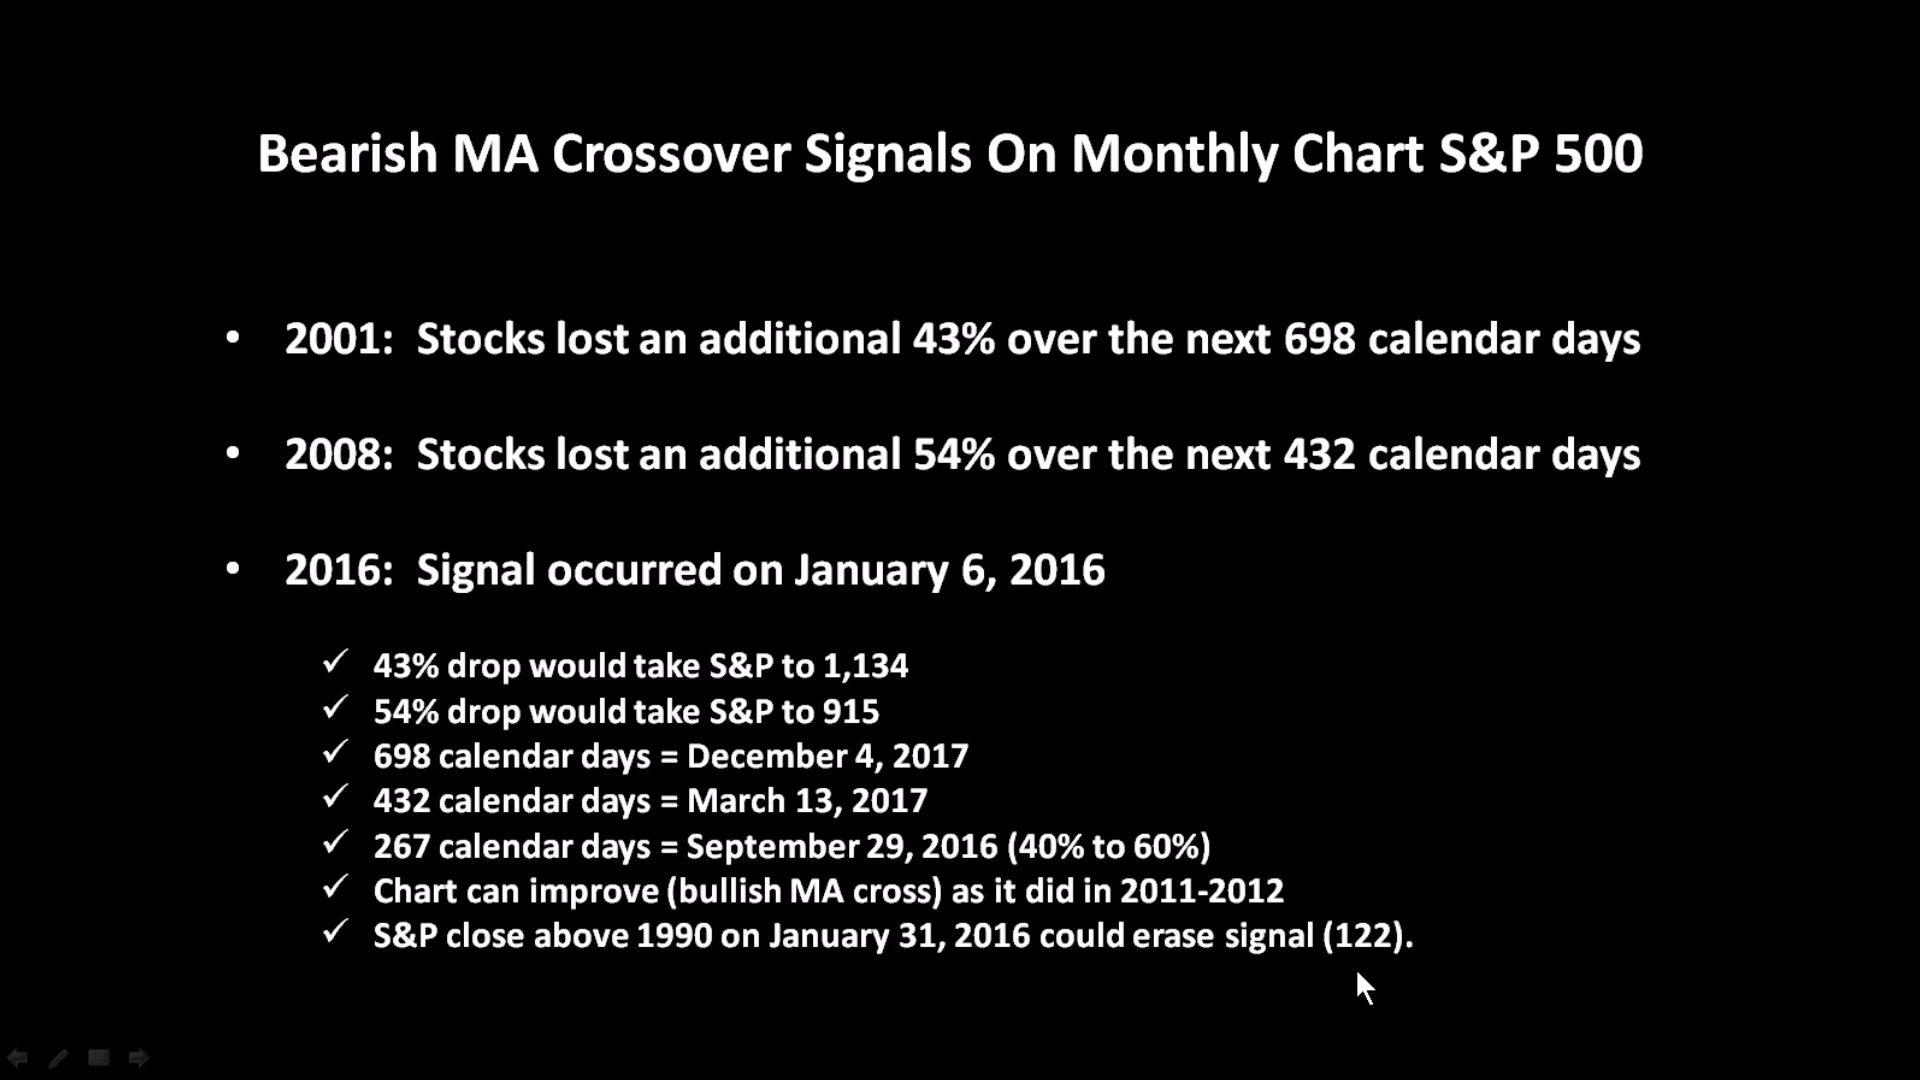 Bearish MA Crossover Signals On Monthly Chart S&P 500
• 2001: Stocks lost an additional 43% over the next 698 calendar days
• 2008: Stocks lost an additional 54% over the next 432 calendar days
• 2016: Signal occurred on January 6, 2016
✓ 43% drop would take S&P to 1,134
✓ 54% drop would take S&P to 915
✓ 698 calendar days = December 4, 2017
✓ 432 calendar days = March 13, 2017
✓ 267 calendar days = September 29, 2016 (40% to 60%)
✓ Chart can improve (bullish MA cross) as it did in 2011-2012
✓ S&P close above 1990 on January 31, 2016 could erase signal (122).